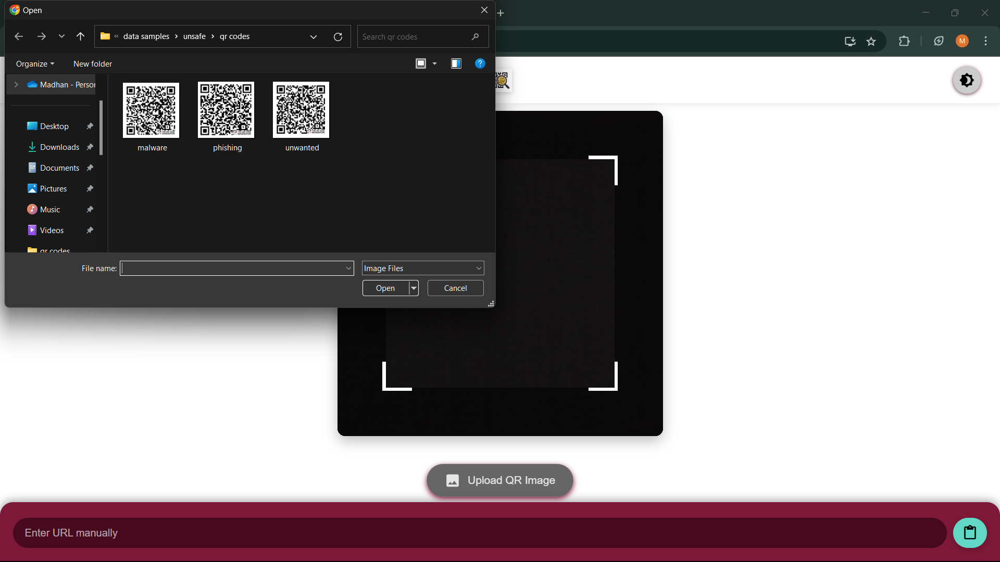 Open
« data samples › unsafe › qr codes
Search qr codes
Organize
New folder
Madhan - Person
Desktop
Downloads
Documents
Pictures
Music
Videos
qr codes
malware
phishing
unwanted
File name:
Image Files
Open
Cancel
M
Upload QR Image
Enter URL manually